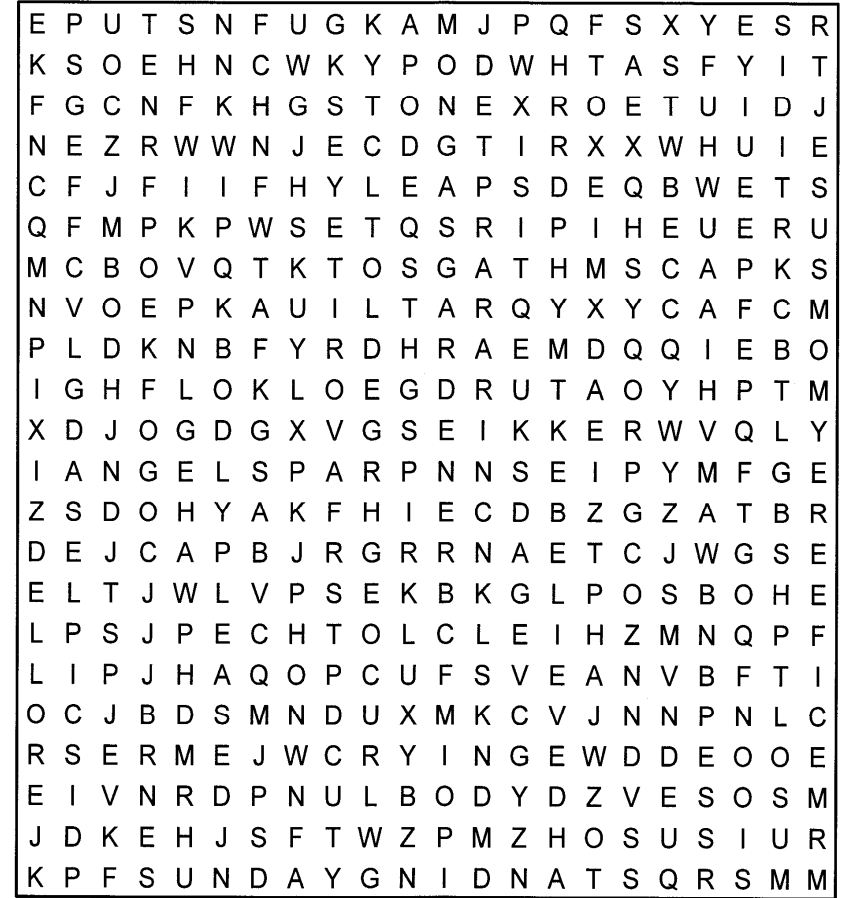 E P U T S N F U G K A M J P Q F S X Y E S R
K S O E H N C W K Y P O D W H T A S F Y I T
F G C N F K H G S T O N E X R O E T U I D J
N E Z R W W N J E C D G T I R X X W H U I E
C F J F I I F H Y L E A P S D E Q B W E T S
Q F M P K P W S E T Q S R I P I H E U E R U
M C B O V Q T K T O S G A T H M S C A P K S
N V O E P K A U I L T A R Q Y X Y C A F C M
P L D K N B F Y R D H R A E M D Q Q I E B O
I G H F L O K L O E G D R U T A O Y H P T M
X D J O G D G X V G S E I K K E R W V Q L Y
I A N G E L S P A R P N N S E I P Y M F G E
Z S D O H Y A K F H I E C D B Z G Z A T B R
D E J C A P B J R G R R N A E T C J W G S E
E L T J W L V P S E K B K G L P O S B O H E
L P S J P E C H T O L C L E I H Z M N Q P F
L I P J H A Q O P C U F S V E A N V B F T I
O C J B D S M N D U X M K C V J N N P N L C
R S E R M E J W C R Y I N G E W D D E O O E
E I V N R D P N U L B O D Y D Z V E S O S M
J D K E H J S F T W Z P M Z H O S U S I U R
K P F S U N D A Y G N I D N A T S Q R S M M